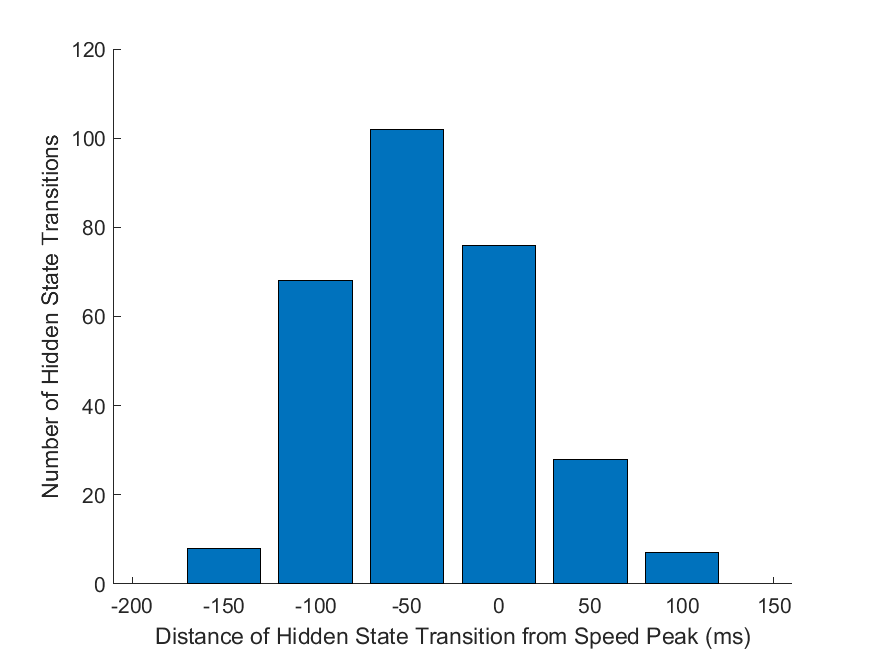 120
100
80
60
40
20
0
Number of Hidden State Transitions
-200 -150 -100 -50 0 50 100 150
Distance of Hidden State Transition from Speed Peak (ms)